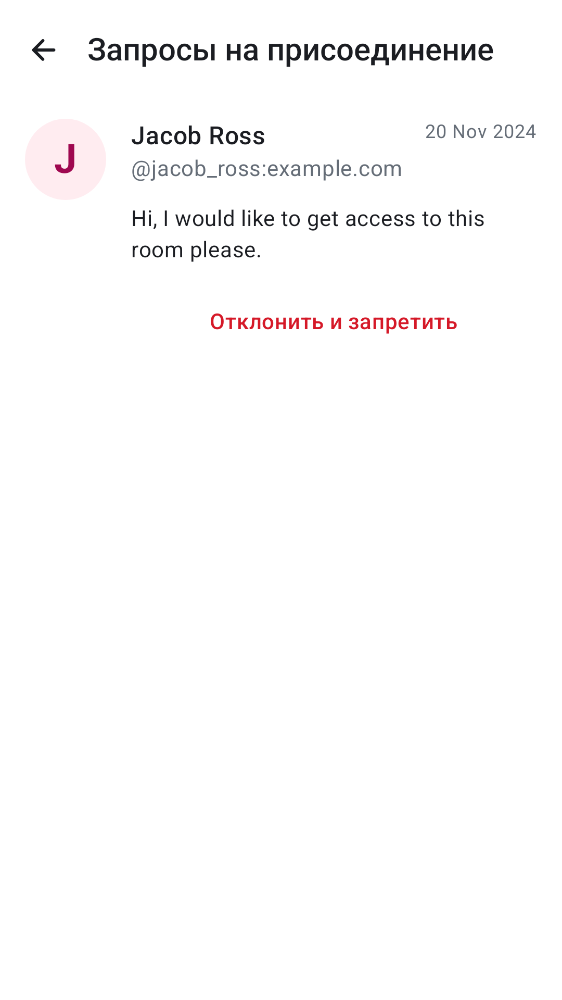 Запросы на присоединение
J
Jacob Ross
20 Nov 2024
@jacob_ross:example.com
Hi, I would like to get access to this
room please.
Отклонить и запретить